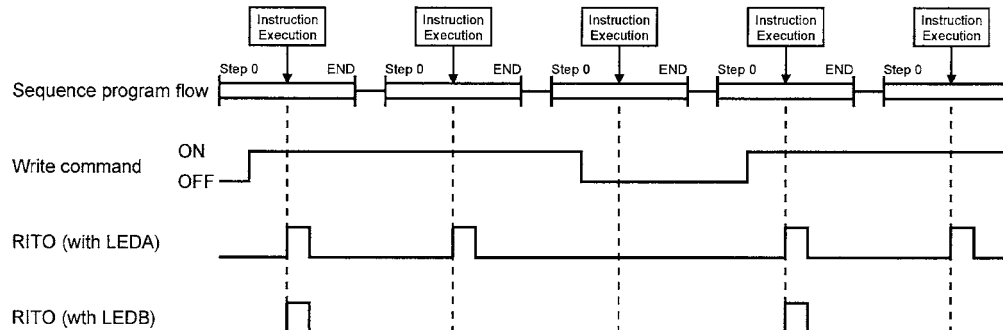 Instruction Execution
Instruction Execution
Instruction Execution
Instruction Execution
Instruction Execution
Step 0 END Step 0 END Step 0 END Step 0 END Step 0
Sequence program flow
ON
Write command
OFF
RITO (with LEDA)
RITO (wth LEDB)